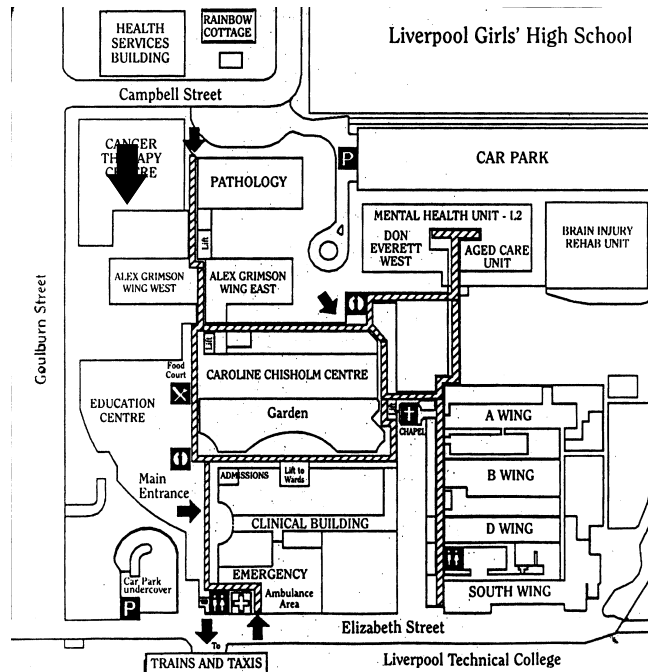 HEALTH
SERVICES
BUILDING
RAINBOW
COTTAGE
Liverpool Girls' High School
Campbell Street
CANCER
THERAPY
CENTRE
PATHOLOGY
P
CAR PARK
Lift
MENTAL HEALTH UNIT - L2
DON
EVERETT
WEST
AGED CARE
UNIT
BRAIN INJURY
REHAB UNIT
ALEX GRIMSON
WING WEST
ALEX GRIMSON
WING EAST
Goulburn Street
i
Lift
Food
Court
CAROLINE CHISHOLM CENTRE
EDUCATION
CENTRE
Garden
CHAPEL
A WING
i
ADMISSIONS
Lift to
Wards
B WING
Main
Entrance
CLINICAL BUILDING
D WING
EMERGENCY
Car Park
undercover
P
Ambulance
Area
SOUTH WING
Elizabeth Street
To
TRAINS AND TAXIS
Liverpool Technical College